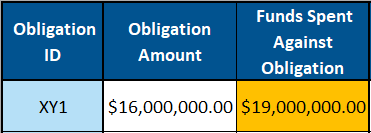 Obligation ID
Obligation Amount
Funds Spent Against Obligation
XY1
$16,000,000.00
$19,000,000.00